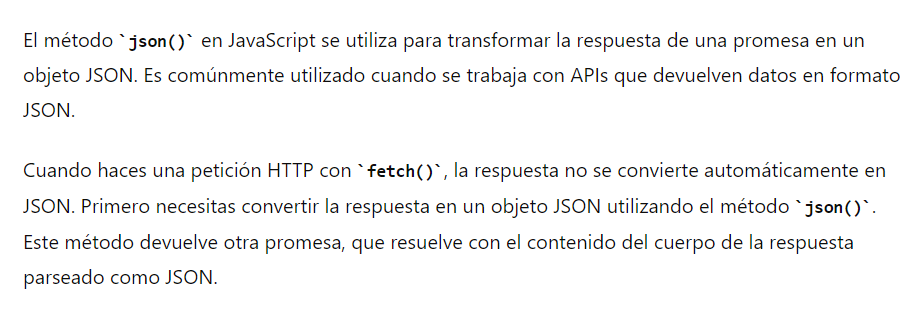 El método `json()` en JavaScript se utiliza para transformar la respuesta de una promesa en un
objeto JSON. Es comúnmente utilizado cuando se trabaja con APIs que devuelven datos en formato
JSON.
Cuando haces una petición HTTP con `fetch()`, la respuesta no se convierte automáticamente en
JSON. Primero necesitas convertir la respuesta en un objeto JSON utilizando el método `json()`.
Este método devuelve otra promesa, que resuelve con el contenido del cuerpo de la respuesta
parseado como JSON.